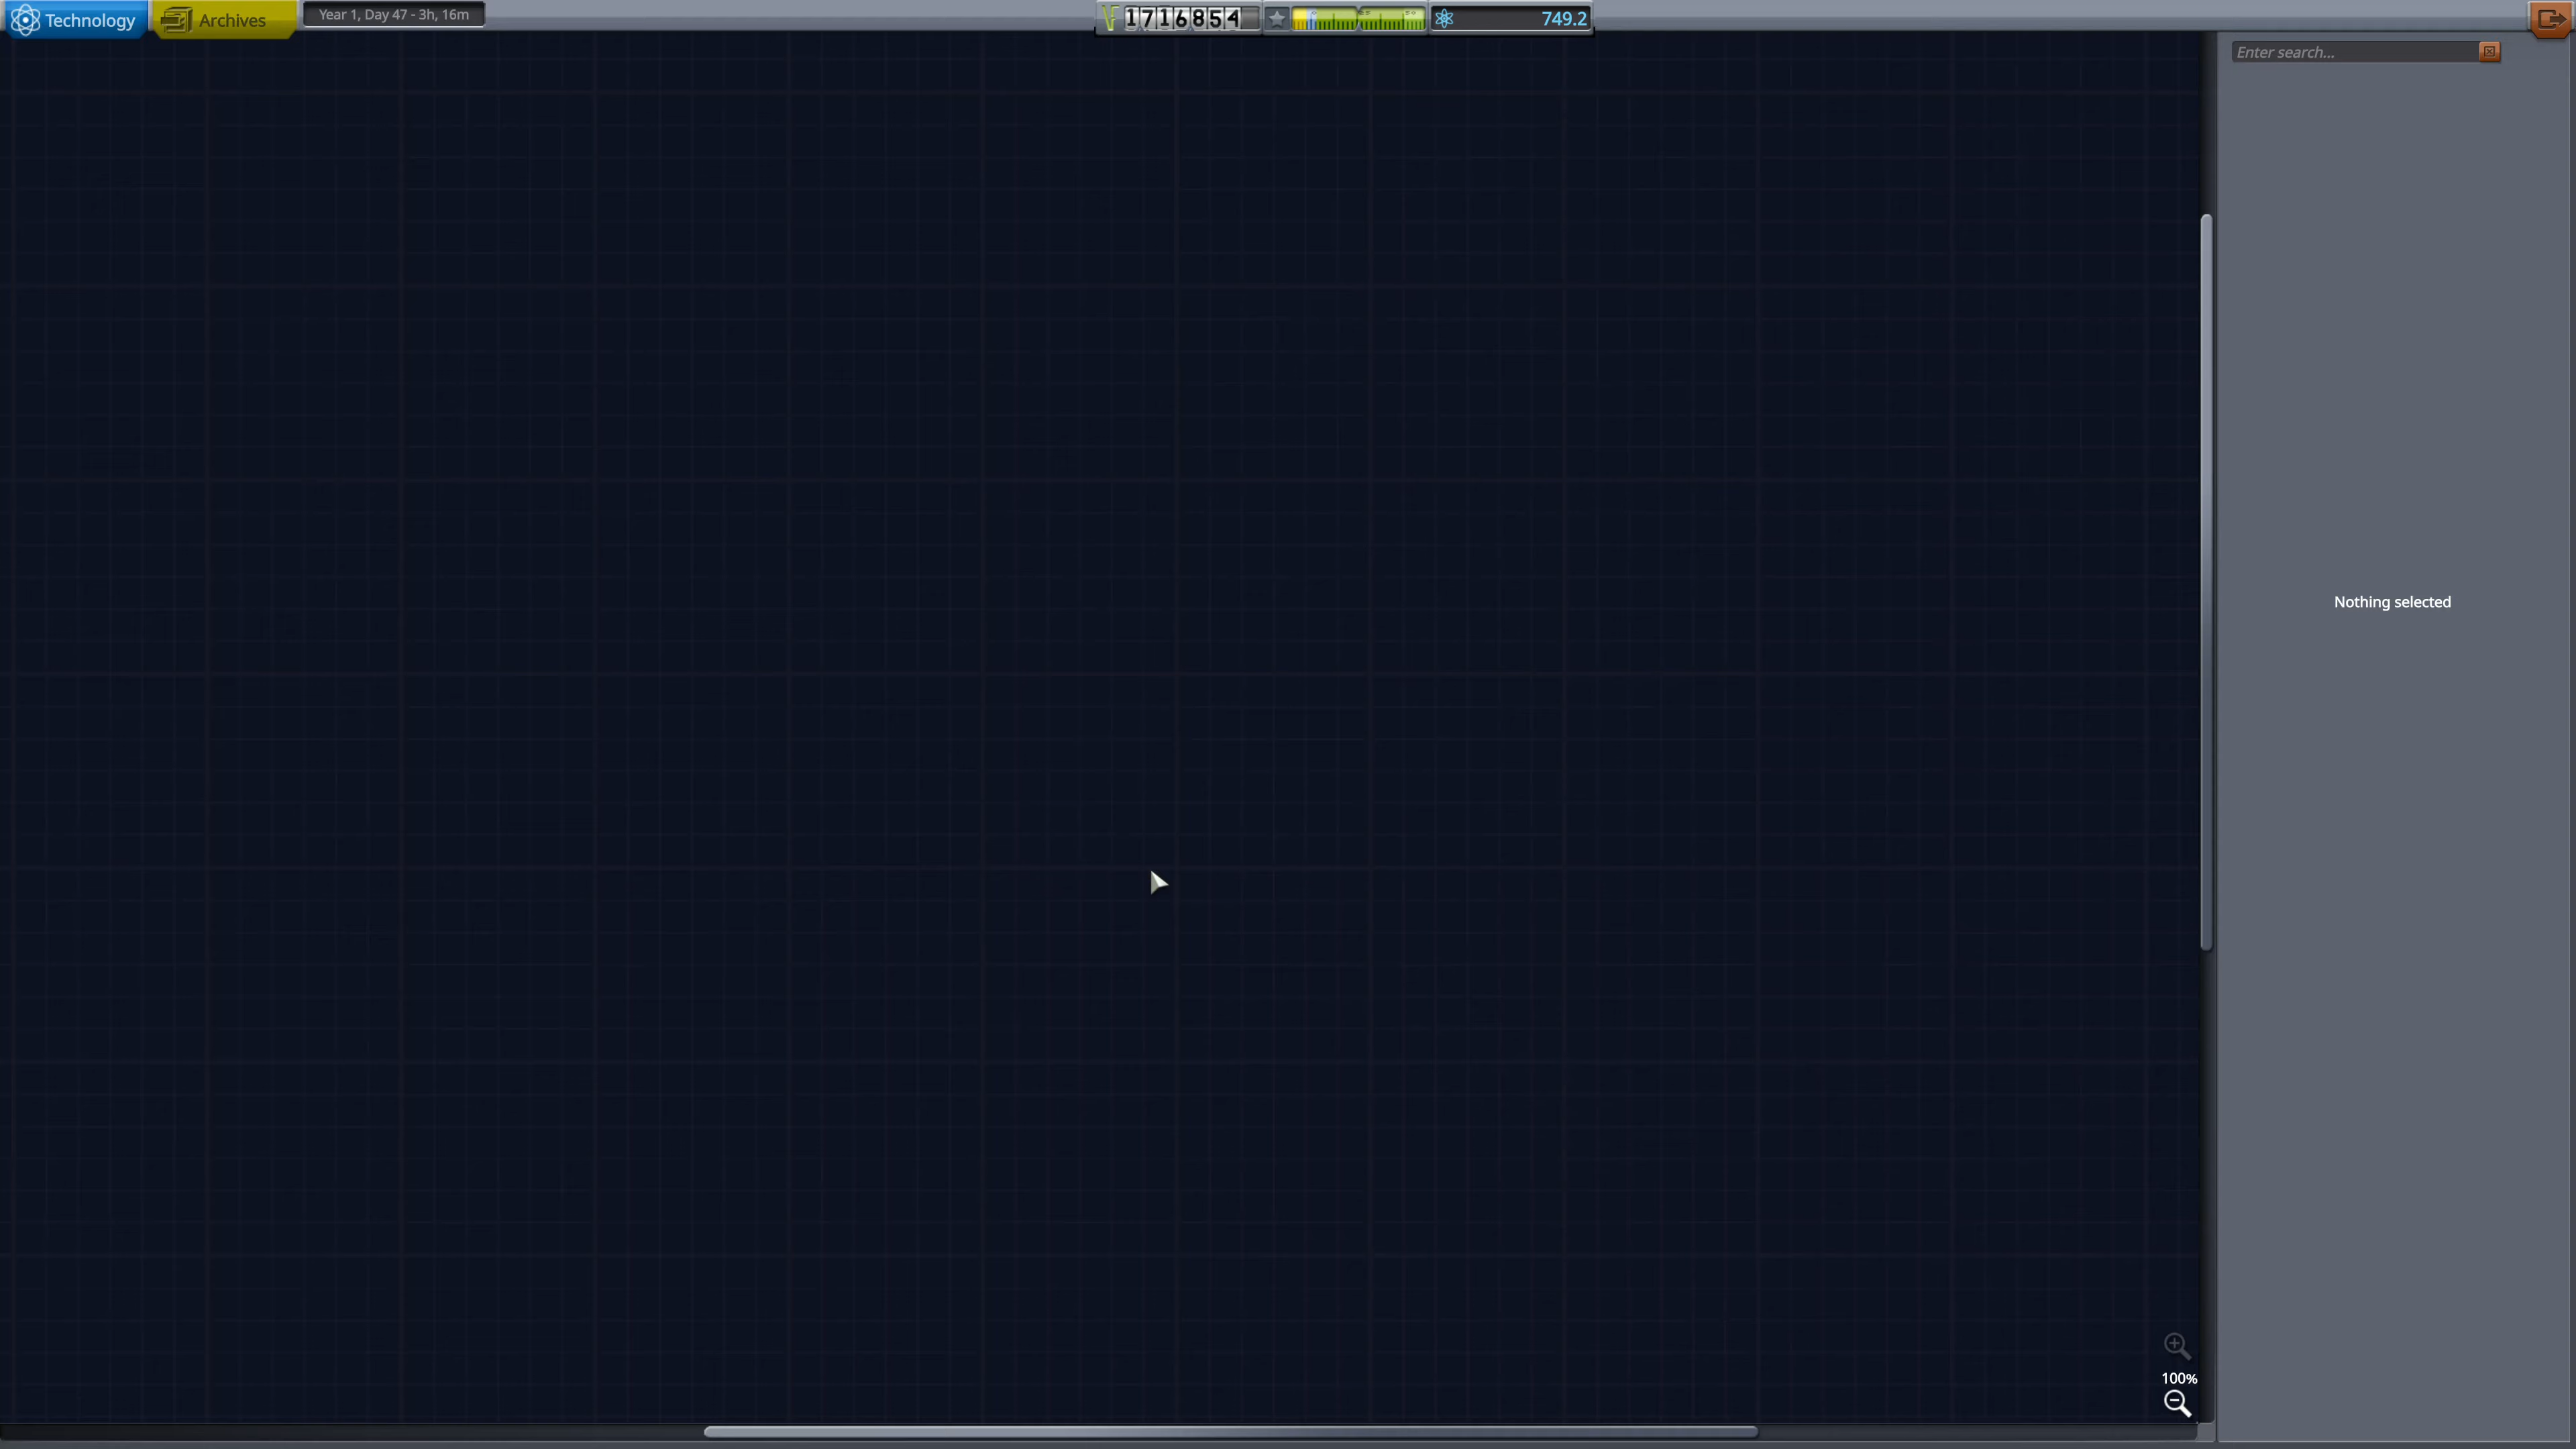 Technology
Archives
Year 1, Day 47 - 3h, 16m
1716854
749.2
Enter search...
Nothing selected
100%